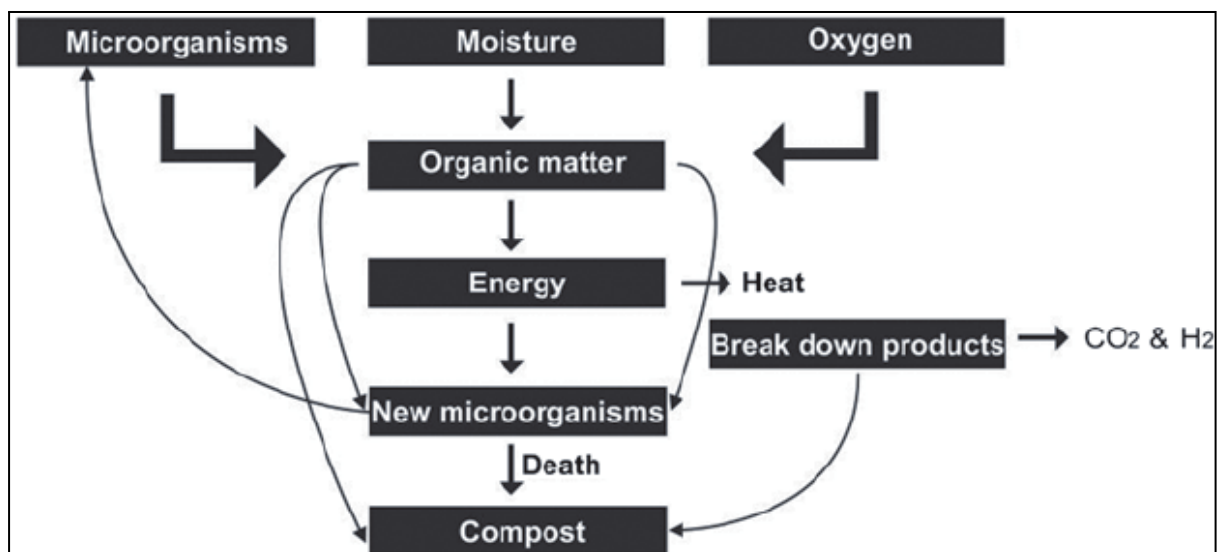 Microorganisms
Moisture
Oxygen
Organic matter
Energy
Heat
Break down products
CO2 & H2
New microorganisms
Death
Compost